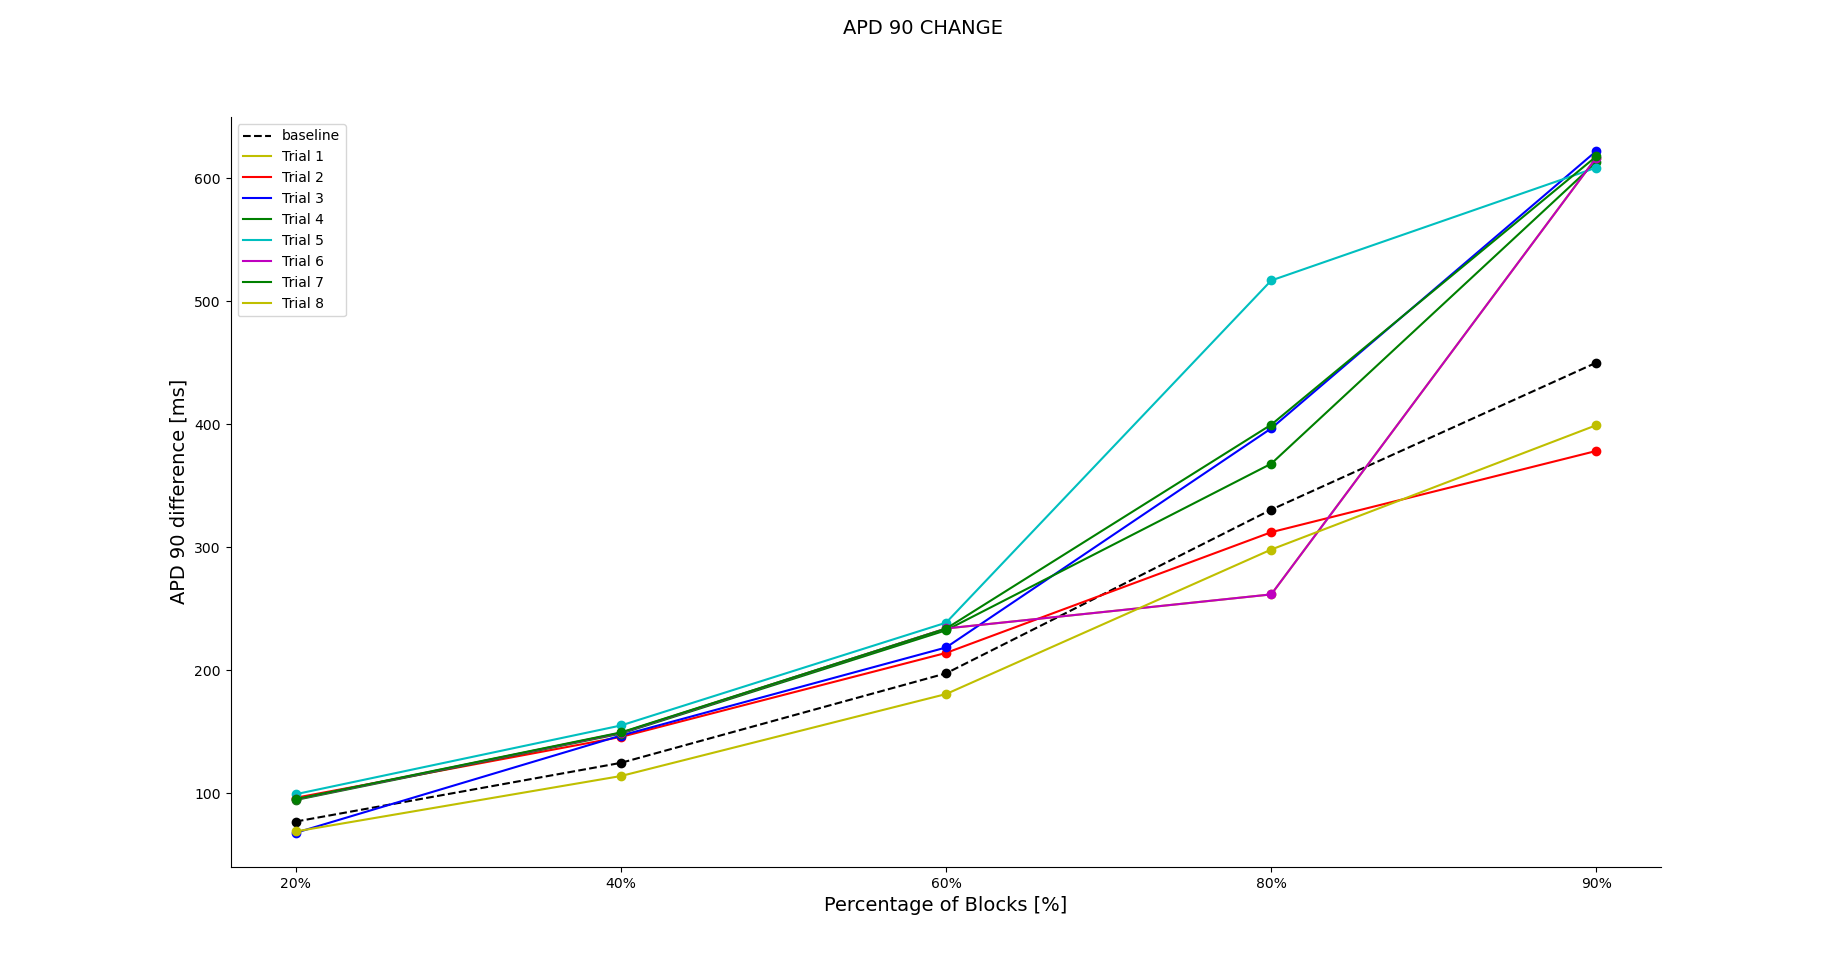 APD 90 CHANGE
baseline
Trial 1
Trial 2
Trial 3
Trial 4
Trial 5
Trial 6
Trial 7
Trial 8
APD 90 difference [ms]
600
500
400
300
200
100
20% 40% 60% 80% 90%
Percentage of Blocks [%]